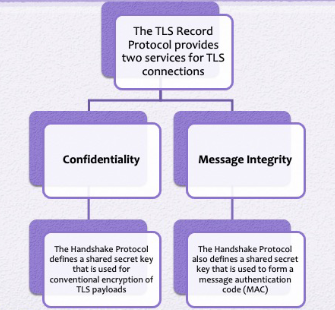 The TLS Record
Protocol provides
two services for TLS
connections
Confidentiality
Message Integrity
The Handshake Protocol
defines a shared secret key
that is used for
conventional encryption of
TLS payloads
The Handshake Protocol
also defines a shared secret
key that is used to form a
message authentication
code (MAC)